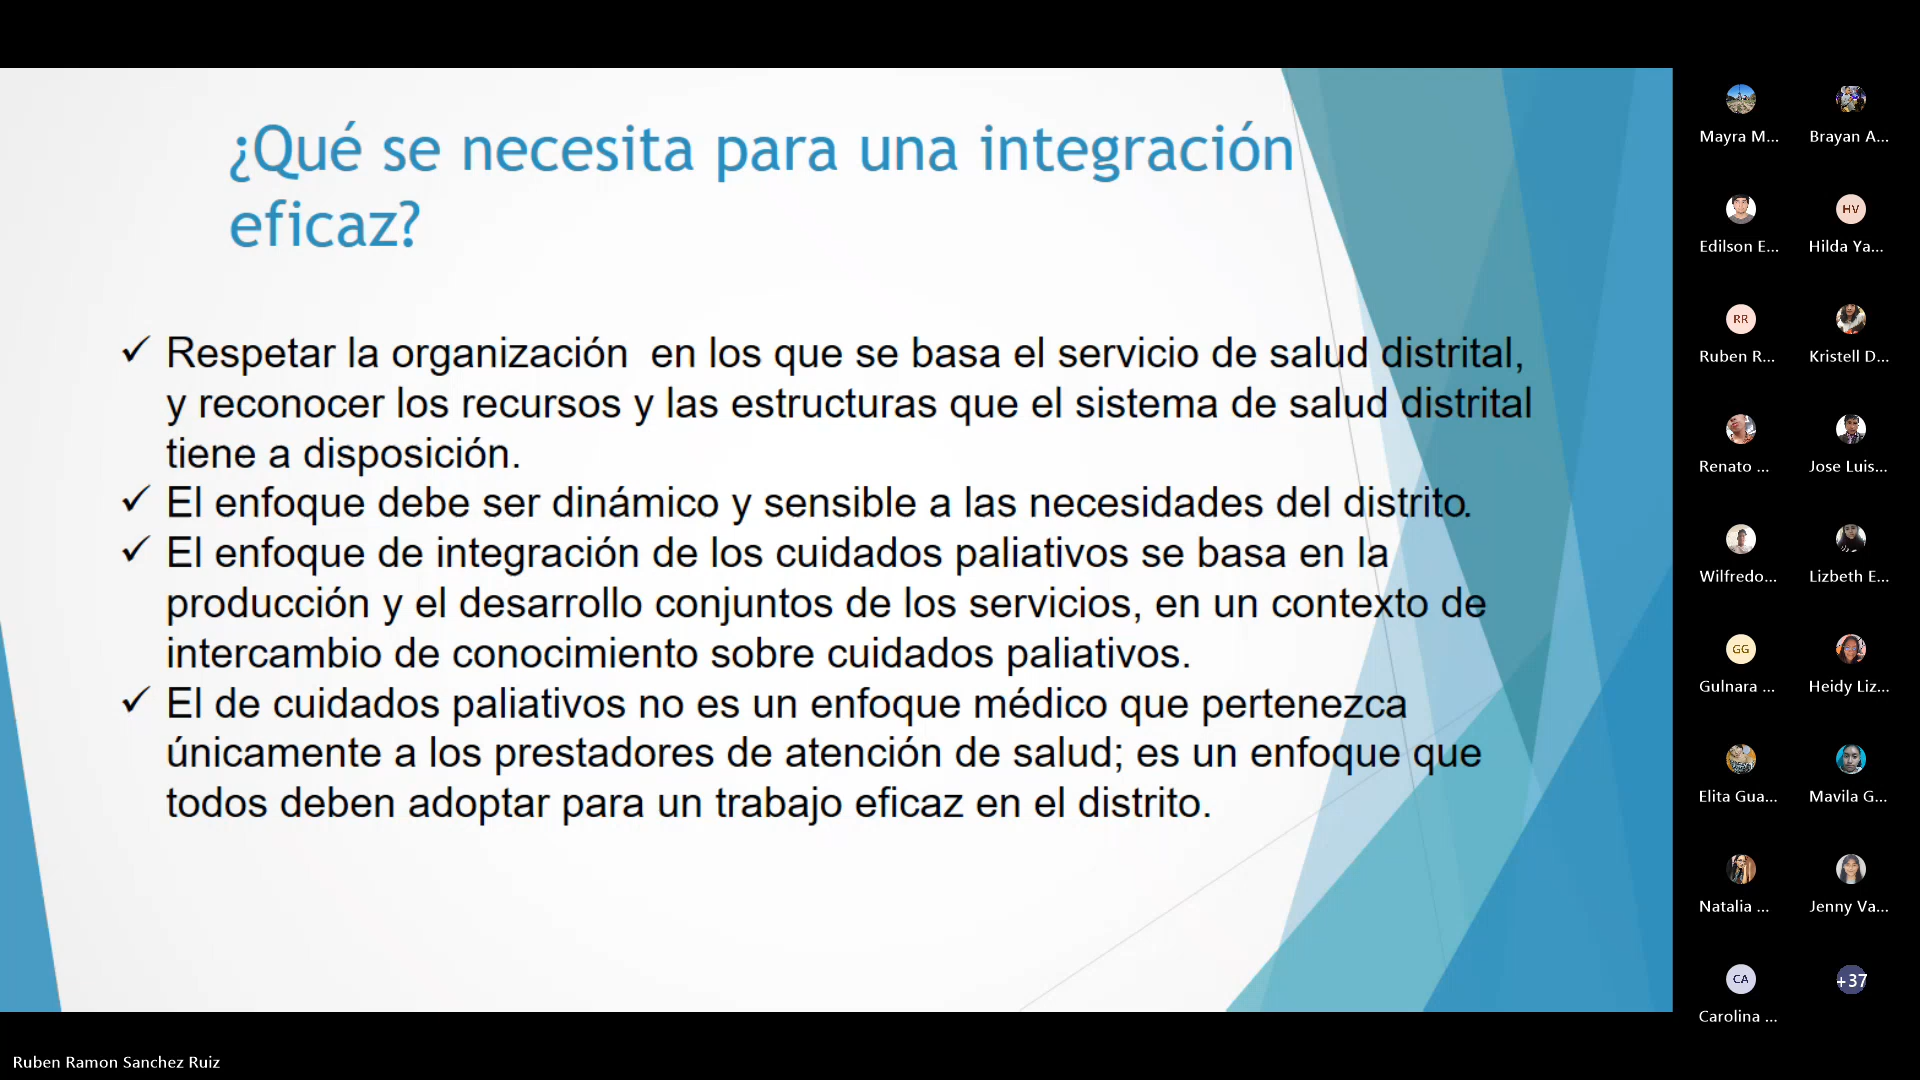 ¿Qué se necesita para una integración
eficaz?
✓ Respetar la organización en los que se basa el servicio de salud distrital,
y reconocer los recursos y las estructuras que el sistema de salud distrital
tiene a disposición.
✓ El enfoque debe ser dinámico y sensible a las necesidades del distrito.
✓ El enfoque de integración de los cuidados paliativos se basa en la
producción y el desarrollo conjuntos de los servicios, en un contexto de
intercambio de conocimiento sobre cuidados paliativos.
✓ El de cuidados paliativos no es un enfoque médico que pertenezca
únicamente a los prestadores de atención de salud; es un enfoque que
todos deben adoptar para un trabajo eficaz en el distrito.
Mayra M...
Brayan A...
Edilson E...
HV
Hilda Ya...
RR
Ruben R...
Kristell D...
Renato ...
Jose Luis...
Wilfredo...
Lizbeth E...
GG
Gulnara ...
Heidy Liz...
Elita Gua...
Mavila G...
Natalia ...
Jenny Va...
CA
Carolina ...
+37
Ruben Ramon Sanchez Ruiz